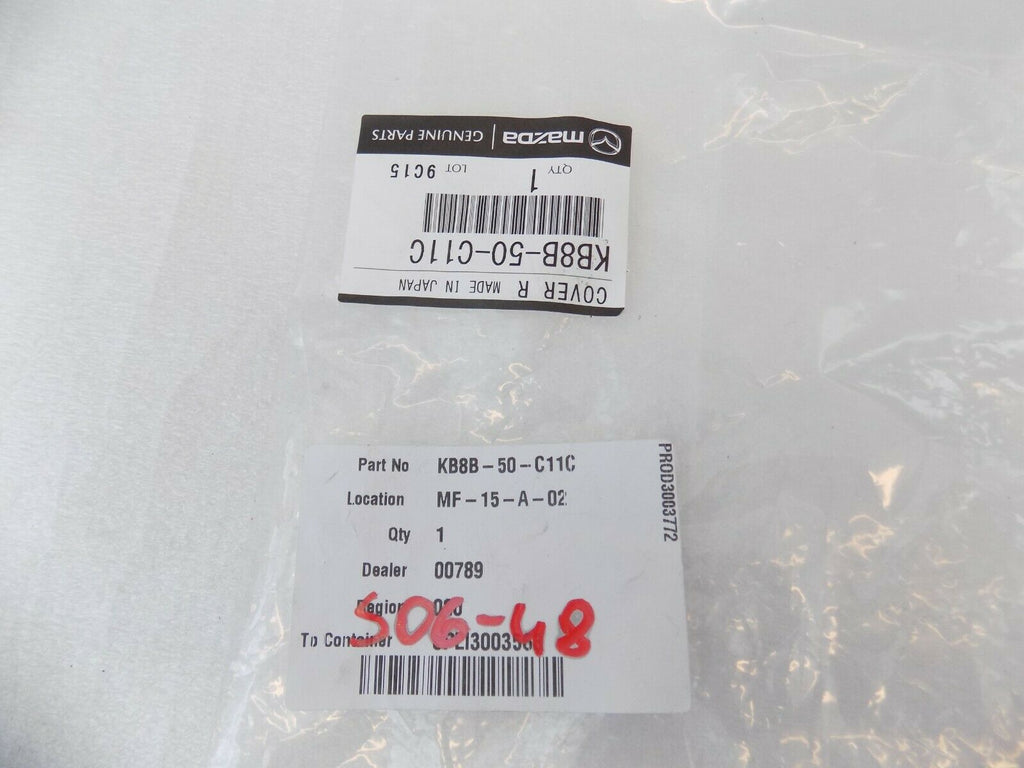 mazda | GENUINE PARTS
QTY 1 LOT 9C15
KB8B-50-C11C
COVER R MADE IN JAPAN
Part No KB8B-50-C11C
Location MF-15-A-02
Qty 1
Dealer 00789
Region
To Container
S06-48
PROD3003772